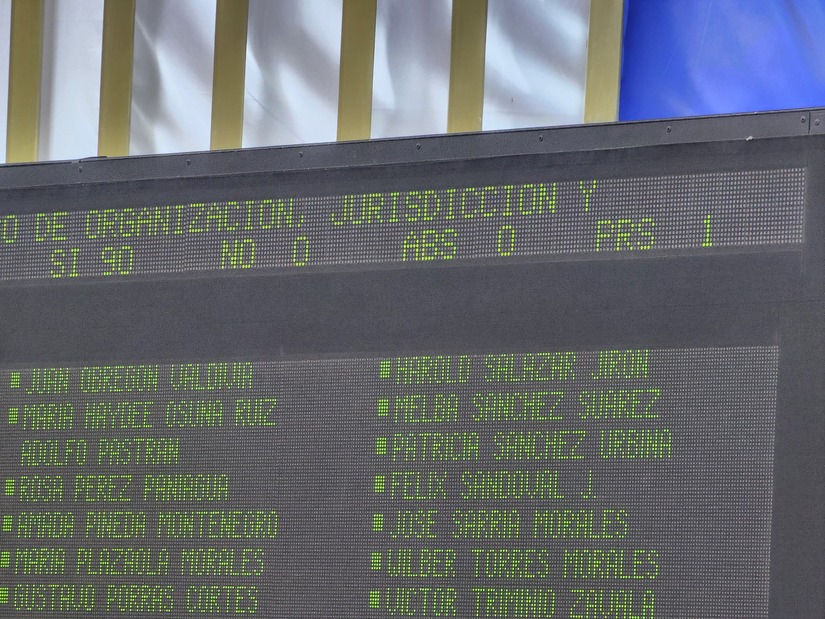 O DE ORGANIZACION, JURISDICCION Y
SI 90 NO 0 ABS 0 PRS 1
JUAN OBREGON VALDIVIA
MARIA HAYDEE OSUNA RUIZ
ADOLFO PASTRAN
ROSA PEREZ PANIAGUA
AMADA PINEDA MONTENEGRO
MARIA PLAZAOLA MORALES
GUSTAVO PORRAS CORTES
HAROLD SALAZAR JIRON
MELBA SANCHEZ SUAREZ
PATRICIA SANCHEZ URBINA
FELIX SANDOVAL J.
JOSE SARRIA MORALES
WILBER TORRES MORALES
VICTOR TRIMINIO ZAVALA